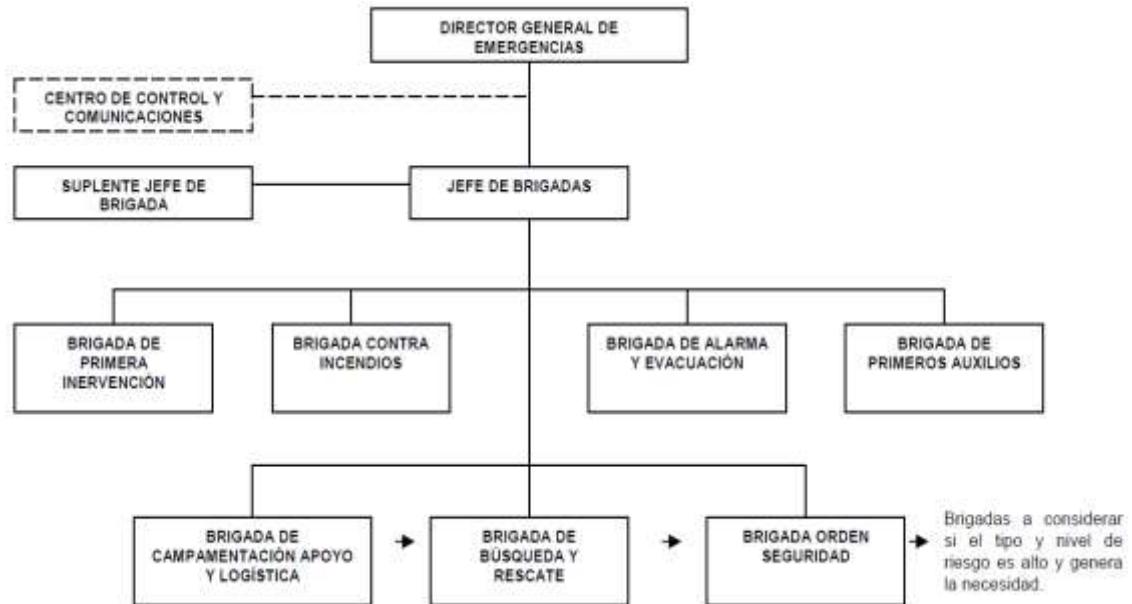 DIRECTOR GENERAL DE
EMERGENCIAS
CENTRO DE CONTROL Y
COMUNICACIONES
SUPLENTE JEFE DE
BRIGADA
JEFE DE BRIGADAS
BRIGADA DE
PRIMERA
INERVENCIÓN
BRIGADA CONTRA
INCENDIOS
BRIGADA DE ALARMA
Y EVACUACIÓN
BRIGADA DE
PRIMEROS AUXILIOS
BRIGADA DE
CAMPAMENTACIÓN APOYO
Y LOGÍSTICA
BRIGADA DE
BÚSQUEDA Y
RESCATE
BRIGADA ORDEN
SEGURIDAD
Brigadas a considerar
si el tipo y nivel de
riesgo es alto y genera
la necesidad.